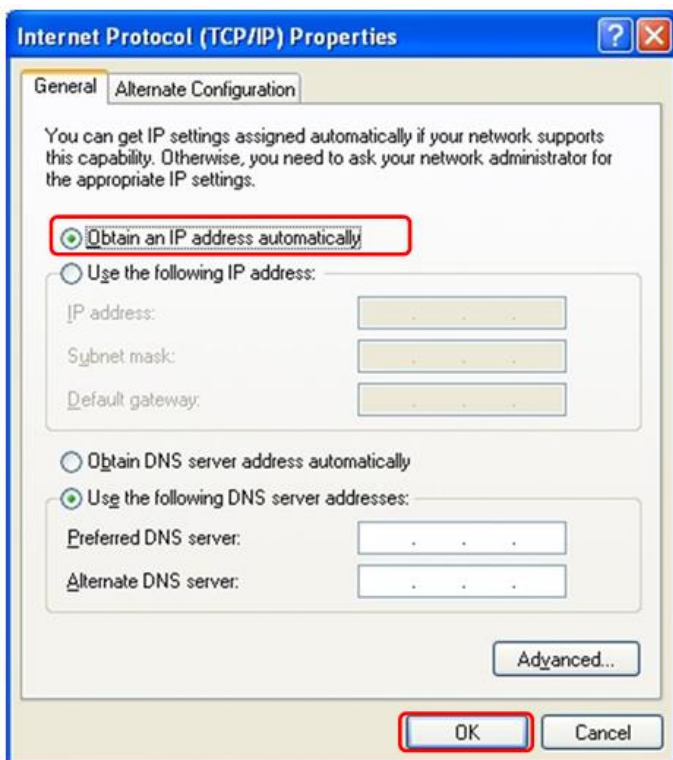 Internet Protocol (TCP/IP) Properties
General
Alternate Configuration
You can get IP settings assigned automatically if your network supports
this capability. Otherwise, you need to ask your network administrator for
the appropriate IP settings.
Obtain an IP address automatically
Use the following IP address:
IP address:
Subnet mask:
Default gateway:
Obtain DNS server address automatically
Use the following DNS server addresses:
Preferred DNS server:
Alternate DNS server:
Advanced...
OK
Cancel